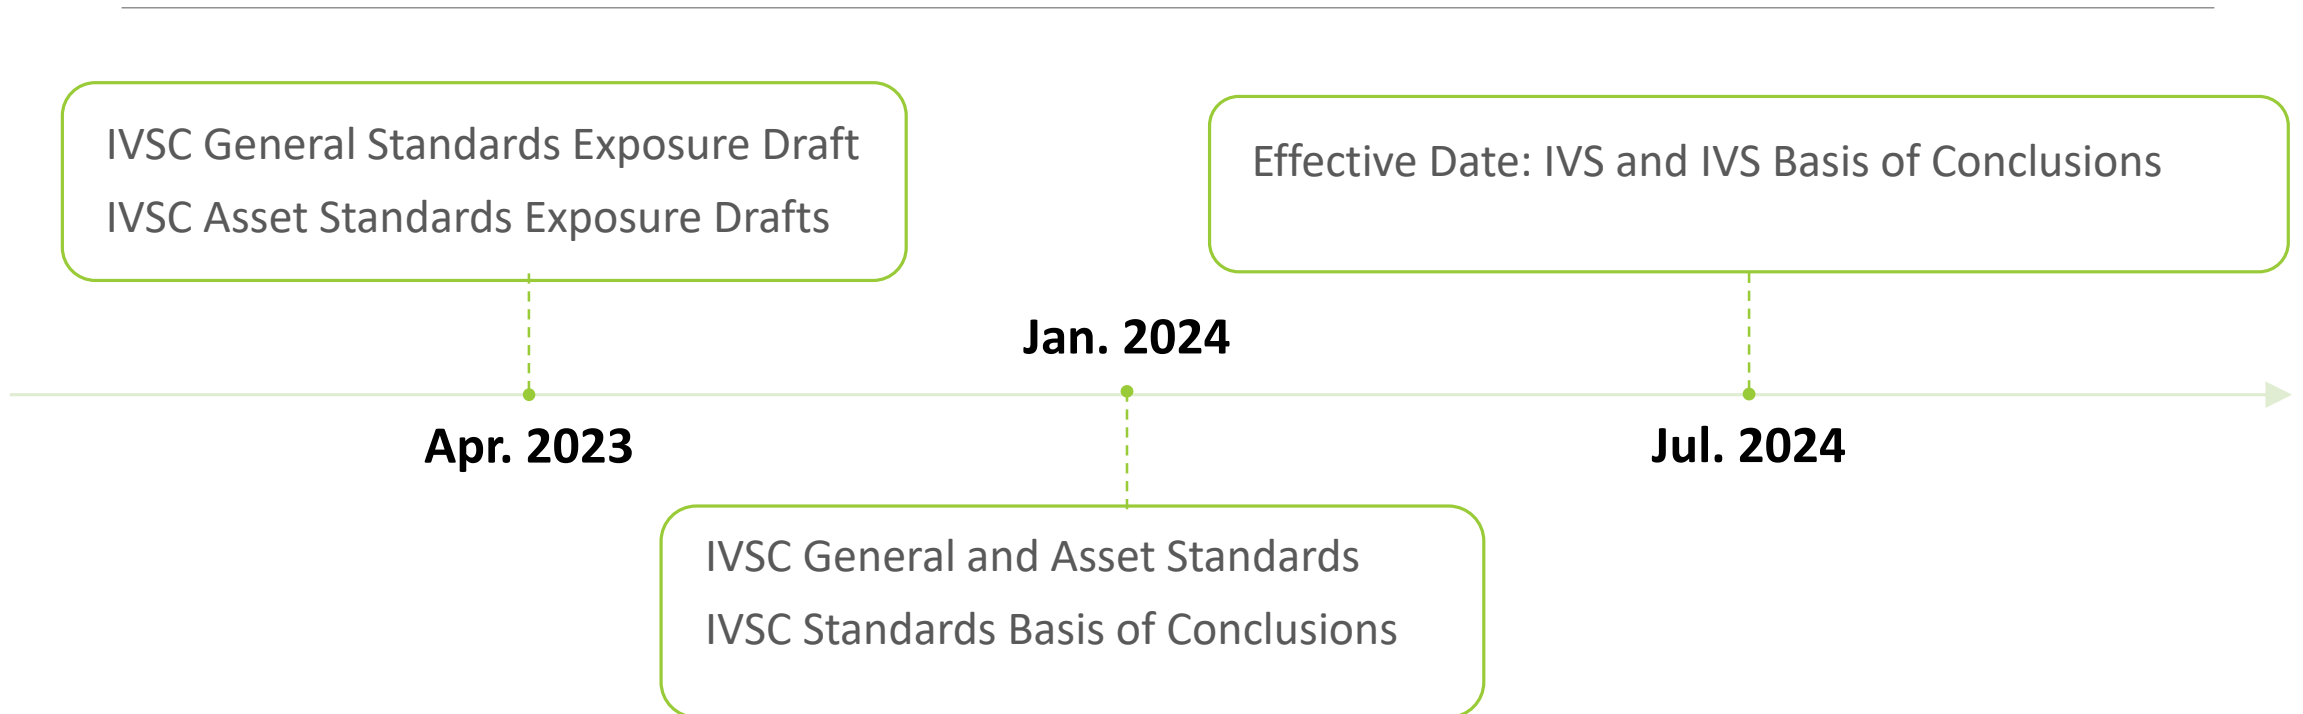 IVSC General Standards Exposure Draft
IVSC Asset Standards Exposure Drafts
Effective Date: IVS and IVS Basis of Conclusions
Jan. 2024
Apr. 2023
Jul. 2024
IVSC General and Asset Standards
IVSC Standards Basis of Conclusions